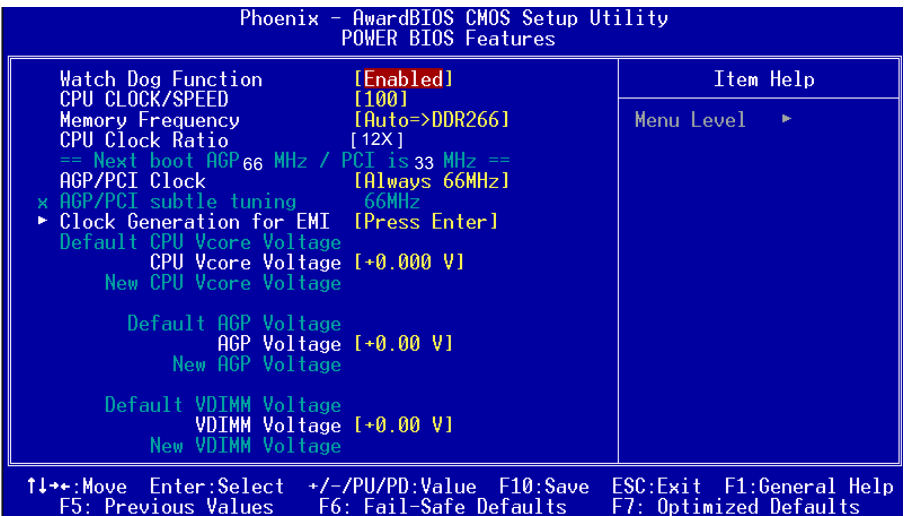 Phoenix - AwardBIOS CMOS Setup Utility
POWER BIOS Features
Watch Dog Function [Enabled]
CPU CLOCK/SPEED [100]
Memory Frequency [Auto=>DDR266]
CPU Clock Ratio [12X]
== Next boot AGP 66 MHz / PCI is 33 MHz ==
AGP/PCI Clock [Always 66MHz]
x AGP/PCI subtle tuning 66MHz
► Clock Generation for EMI [Press Enter]
Default CPU Vcore Voltage
CPU Vcore Voltage [+0.000 V]
New CPU Vcore Voltage
Default AGP Voltage
AGP Voltage [+0.00 V]
New AGP Voltage
Default VDIMM Voltage
VDIMM Voltage [+0.00 V]
New VDIMM Voltage
Item Help
Menu Level ►
↑↓→←:Move Enter:Select +/-/PU/PD:Value F10:Save ESC:Exit F1:General Help
F5: Previous Values F6: Fail-Safe Defaults F7: Optimized Defaults